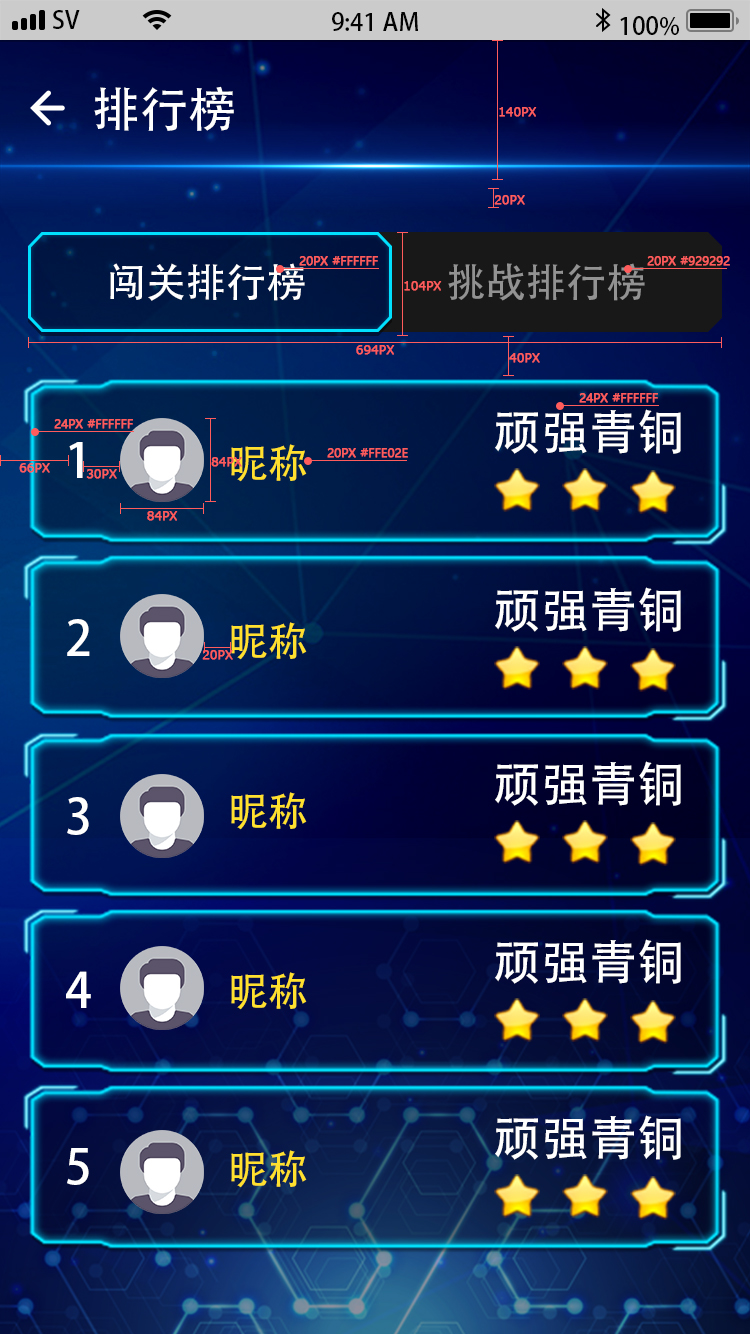 SV 9:41 AM 100%
排行榜
140PX
20PX
20PX #FFFFFF
20PX #929292
闯关排行榜
104PX
挑战排行榜
694PX
40PX
24PX #FFFFFF
24PX #FFFFFF
顽强青铜
1
昵称
20PX #FFE02E
66PX
30PX
84PX
84PX
顽强青铜
2
昵称
20PX
顽强青铜
3
昵称
顽强青铜
4
昵称
顽强青铜
5
昵称